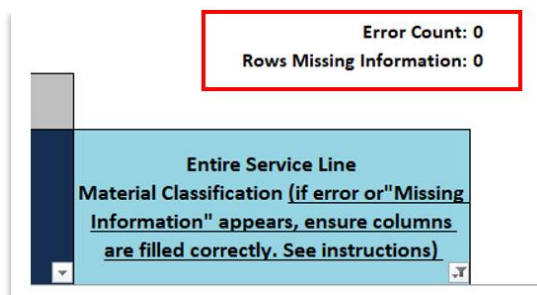 Error Count: 0
Rows Missing Information: 0
Entire Service Line
Material Classification (if error or"Missing
Information" appears, ensure columns
are filled correctly. See instructions)